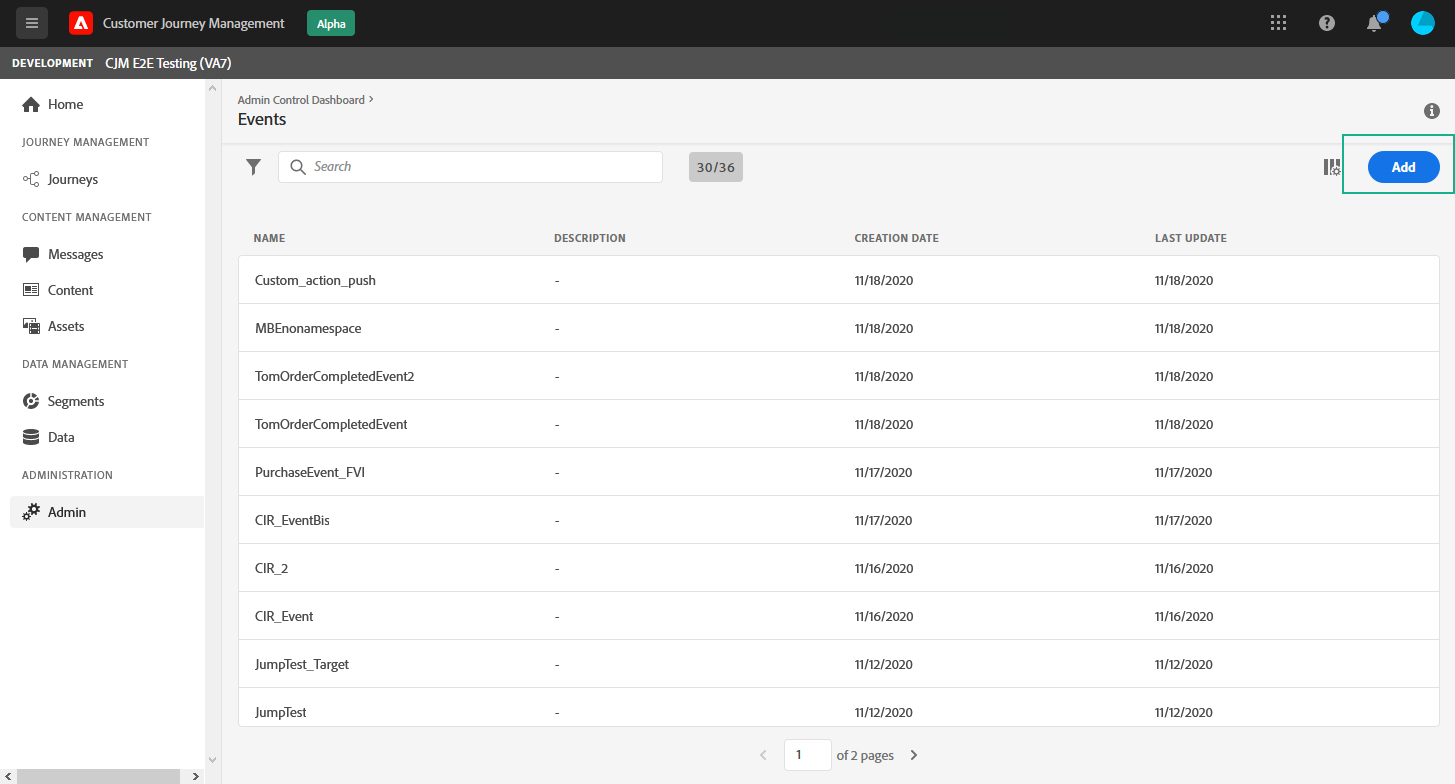 Customer Journey Management Alpha
DEVELOPMENT CJM E2E Testing (VA7)
Home
JOURNEY MANAGEMENT
Journeys
CONTENT MANAGEMENT
Messages
Content
Assets
DATA MANAGEMENT
Segments
Data
ADMINISTRATION
Admin
Admin Control Dashboard >
Events
Search 30/36 Add
NAME DESCRIPTION CREATION DATE LAST UPDATE
Custom_action_push - 11/18/2020 11/18/2020
MBEnonamespace - 11/18/2020 11/18/2020
TomOrderCompletedEvent2 - 11/18/2020 11/18/2020
TomOrderCompletedEvent - 11/18/2020 11/18/2020
PurchaseEvent_FVI - 11/17/2020 11/17/2020
CIR_EventBis - 11/17/2020 11/17/2020
CIR_2 - 11/16/2020 11/16/2020
CIR_Event - 11/16/2020 11/16/2020
JumpTest_Target - 11/12/2020 11/12/2020
JumpTest - 11/12/2020 11/12/2020
< 1 of 2 pages >